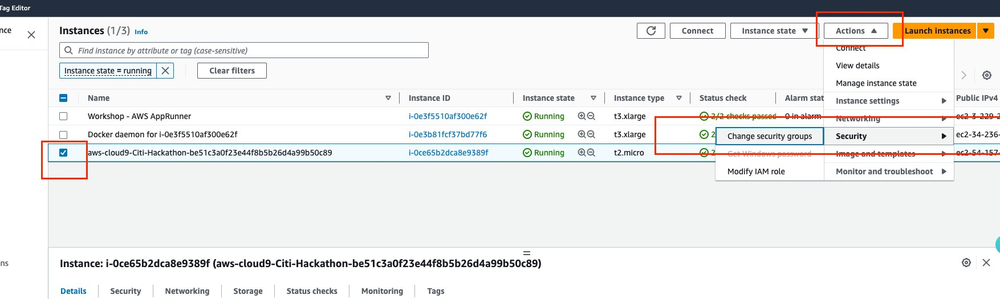 Tag Editor
nce
Instances (1/3) Info
Connect
Instance state
Actions
Launch instances
Find instance by attribute or tag (case-sensitive)
Connect
Instance state = running
Clear filters
View details
Manage instance state
Name Instance ID Instance state Instance type Status check Alarm stat Instance settings Public IPv4
Workshop - AWS AppRunner i-0e3f5510af300e62f Running t3.xlarge 2/2 checks passed 0 in alarm Networking ec2-3-229-2
Docker daemon for i-0e3f5510af300e62f i-0e3b81fcf37bd77f6 Running t3.xlarge 2 Change security groups Security ec2-34-236-
aws-cloud9-Citi-Hackathon-be51c3a0f23e44f8b5b26d4a99b50c89 i-0ce65b2dca8e9389f Running t2.micro 2 Get Windows password Image and templates ec2-54-157-
Modify IAM role Monitor and troubleshoot
ns
Instance: i-0ce65b2dca8e9389f (aws-cloud9-Citi-Hackathon-be51c3a0f23e44f8b5b26d4a99b50c89)
Details Security Networking Storage Status checks Monitoring Tags